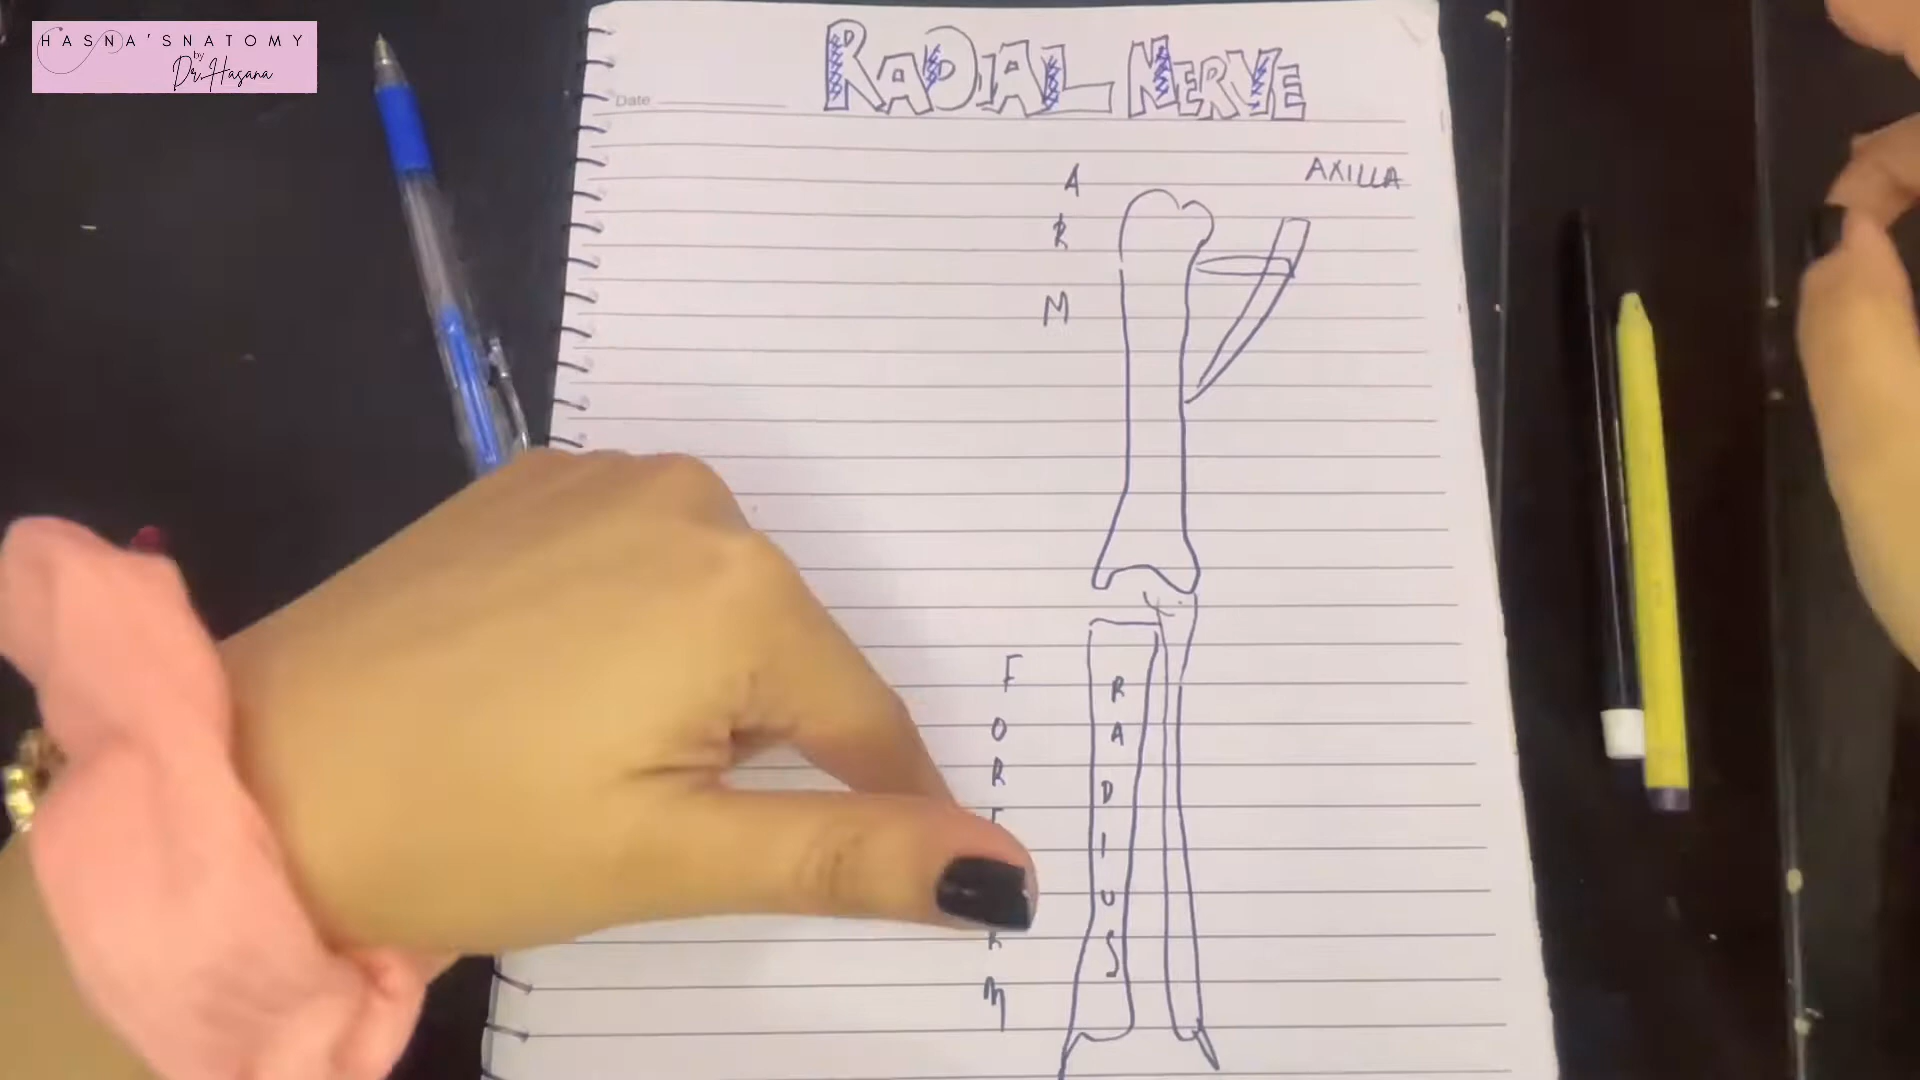 HASNA'SNATOMY
by
Dr.Hasana
RADIAL NERVE
Date
AXILLA
A
R
M
F
O
R
R
M
R
A
D
I
U
S